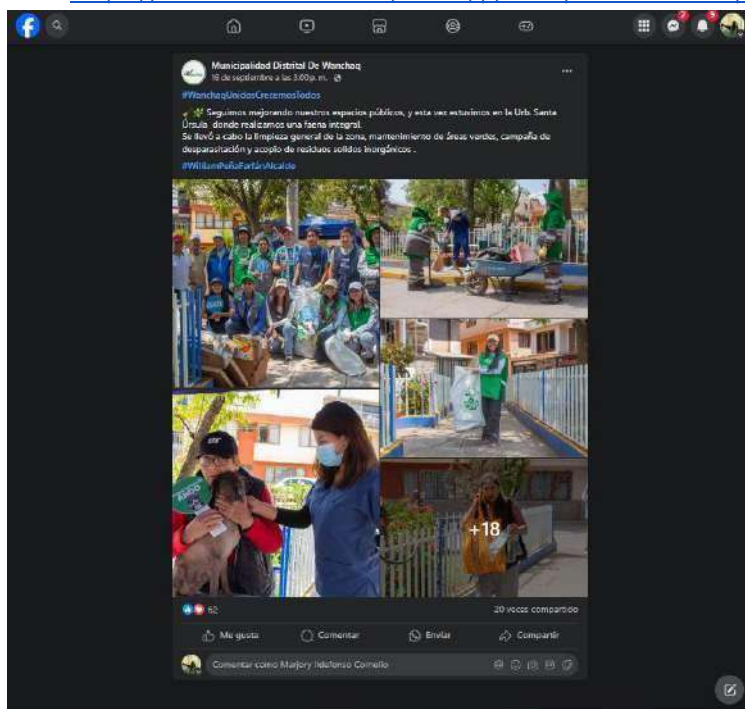 Municipalidad Distrital De Wanchaq
16 de septiembre a las 3:00 p. m.
#WanchaqUnidosCrecemosTodos
Seguimos mejorando nuestros espacios públicos, y esta vez estuvimos en la Urb. Santa
Úrsula donde realizamos una faena integral.
Se llevó a cabo la limpieza general de la zona, mantenimiento de áreas verdes, campaña de
desparasitación y acopio de residuos solidos inorgánicos .
#WilliamPeñaFarfánAlcalde
+18
62
20 veces compartido
Me gusta
Comentar
Enviar
Compartir
Comentar como Marjory Ildefonso Cornelio